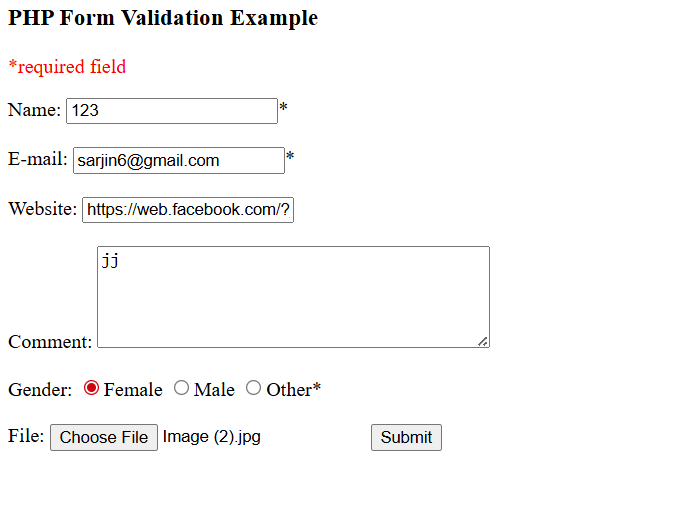 PHP Form Validation Example
*required field
Name: 123*
E-mail: sarjin6@gmail.com*
Website: https://web.facebook.com/?
jj
Comment:
Gender: Female Male Other*
File: Choose File Image (2).jpg Submit